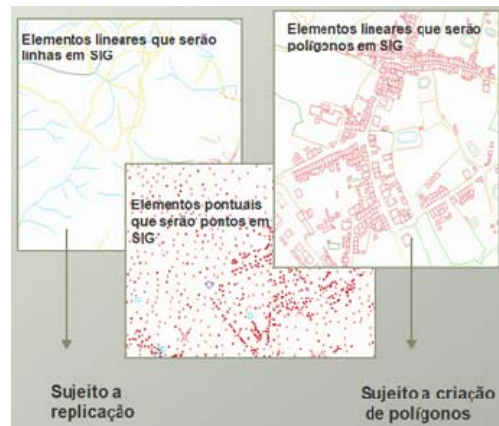 Elementos lineares que serão
linhas em SIG
Elementos lineares que serão
polígonos em SIG
Elementos pontuais
que serão pontos em
SIG
Sujeito a
replicação
Sujeito a criação
de polígonos